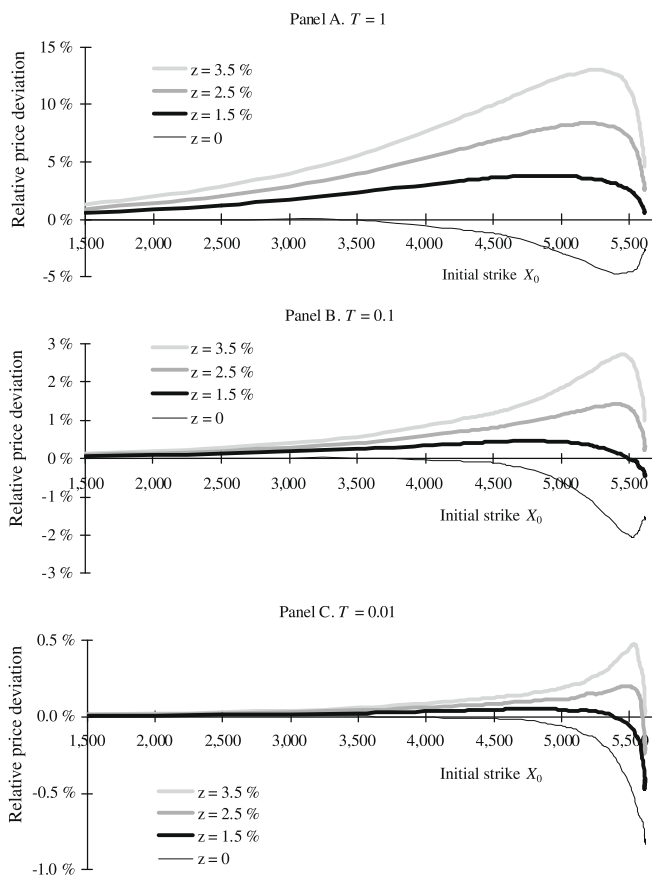 Panel A. T = 1
Relative price deviation
15 %
10 %
5 %
0 %
-5 %
z = 3.5 %
z = 2.5 %
z = 1.5 %
z = 0
1,500 2,000 2,500 3,000 3,500 4,000 4,500 5,000 5,500
Initial strike X0
Panel B. T = 0.1
Relative price deviation
3 %
2 %
1 %
0 %
-1 %
-2 %
-3 %
z = 3.5 %
z = 2.5 %
z = 1.5 %
z = 0
1,500 2,000 2,500 3,000 3,500 4,000 4,500 5,000 5,500
Initial strike X0
Panel C. T = 0.01
Relative price deviation
0.5 %
0.0 %
-0.5 %
-1.0 %
1,500 2,000 2,500 3,000 3,500 4,000 4,500 5,000 5,500
Initial strike X0
z = 3.5 %
z = 2.5 %
z = 1.5 %
z = 0